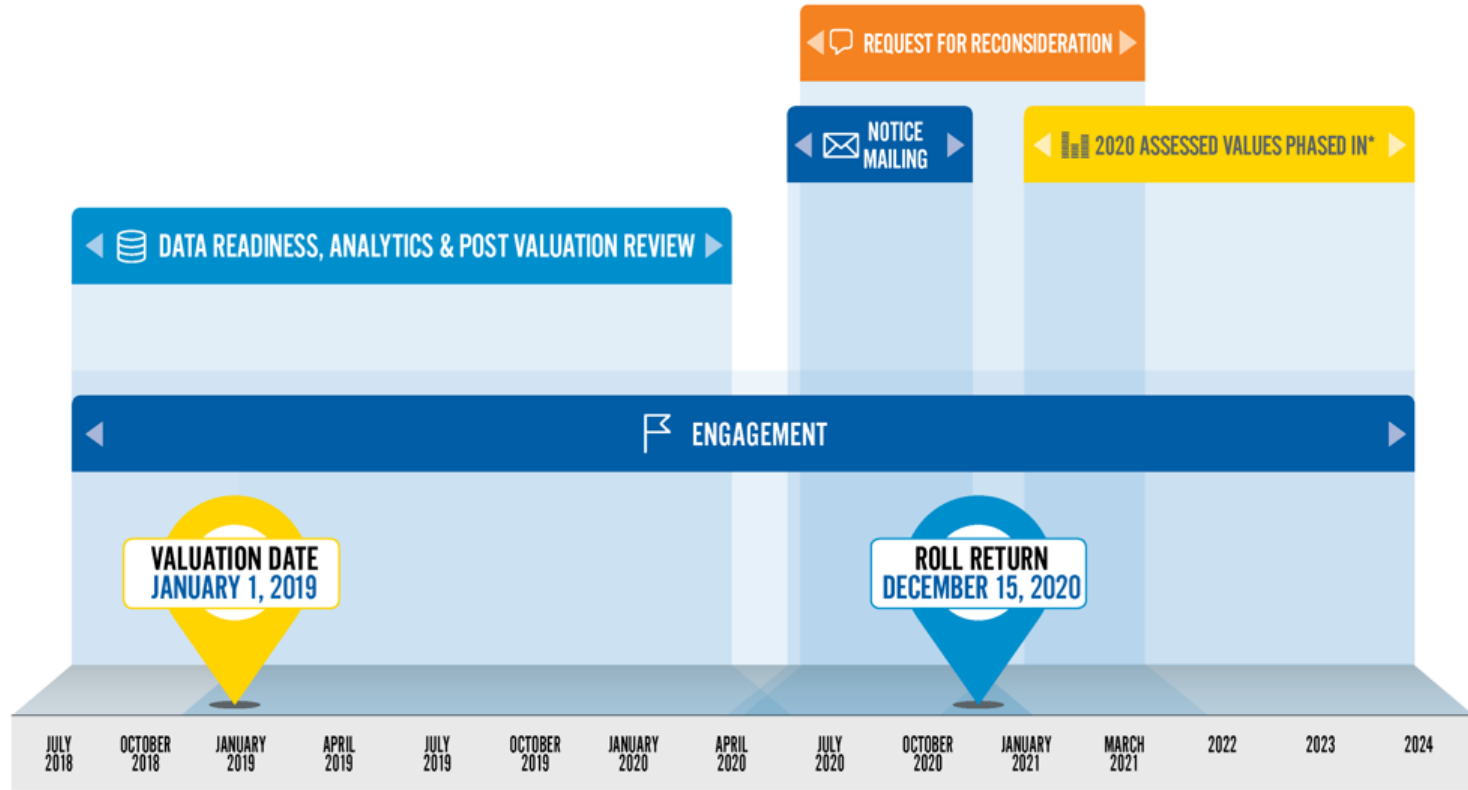 REQUEST FOR RECONSIDERATION
NOTICE
MAILING
2020 ASSESSED VALUES PHASED IN*
DATA READINESS, ANALYTICS & POST VALUATION REVIEW
ENGAGEMENT
VALUATION DATE
JANUARY 1, 2019
ROLL RETURN
DECEMBER 15, 2020
JULY
2018
OCTOBER
2018
JANUARY
2019
APRIL
2019
JULY
2019
OCTOBER
2019
JANUARY
2020
APRIL
2020
JULY
2020
OCTOBER
2020
JANUARY
2021
MARCH
2021
2022
2023
2024